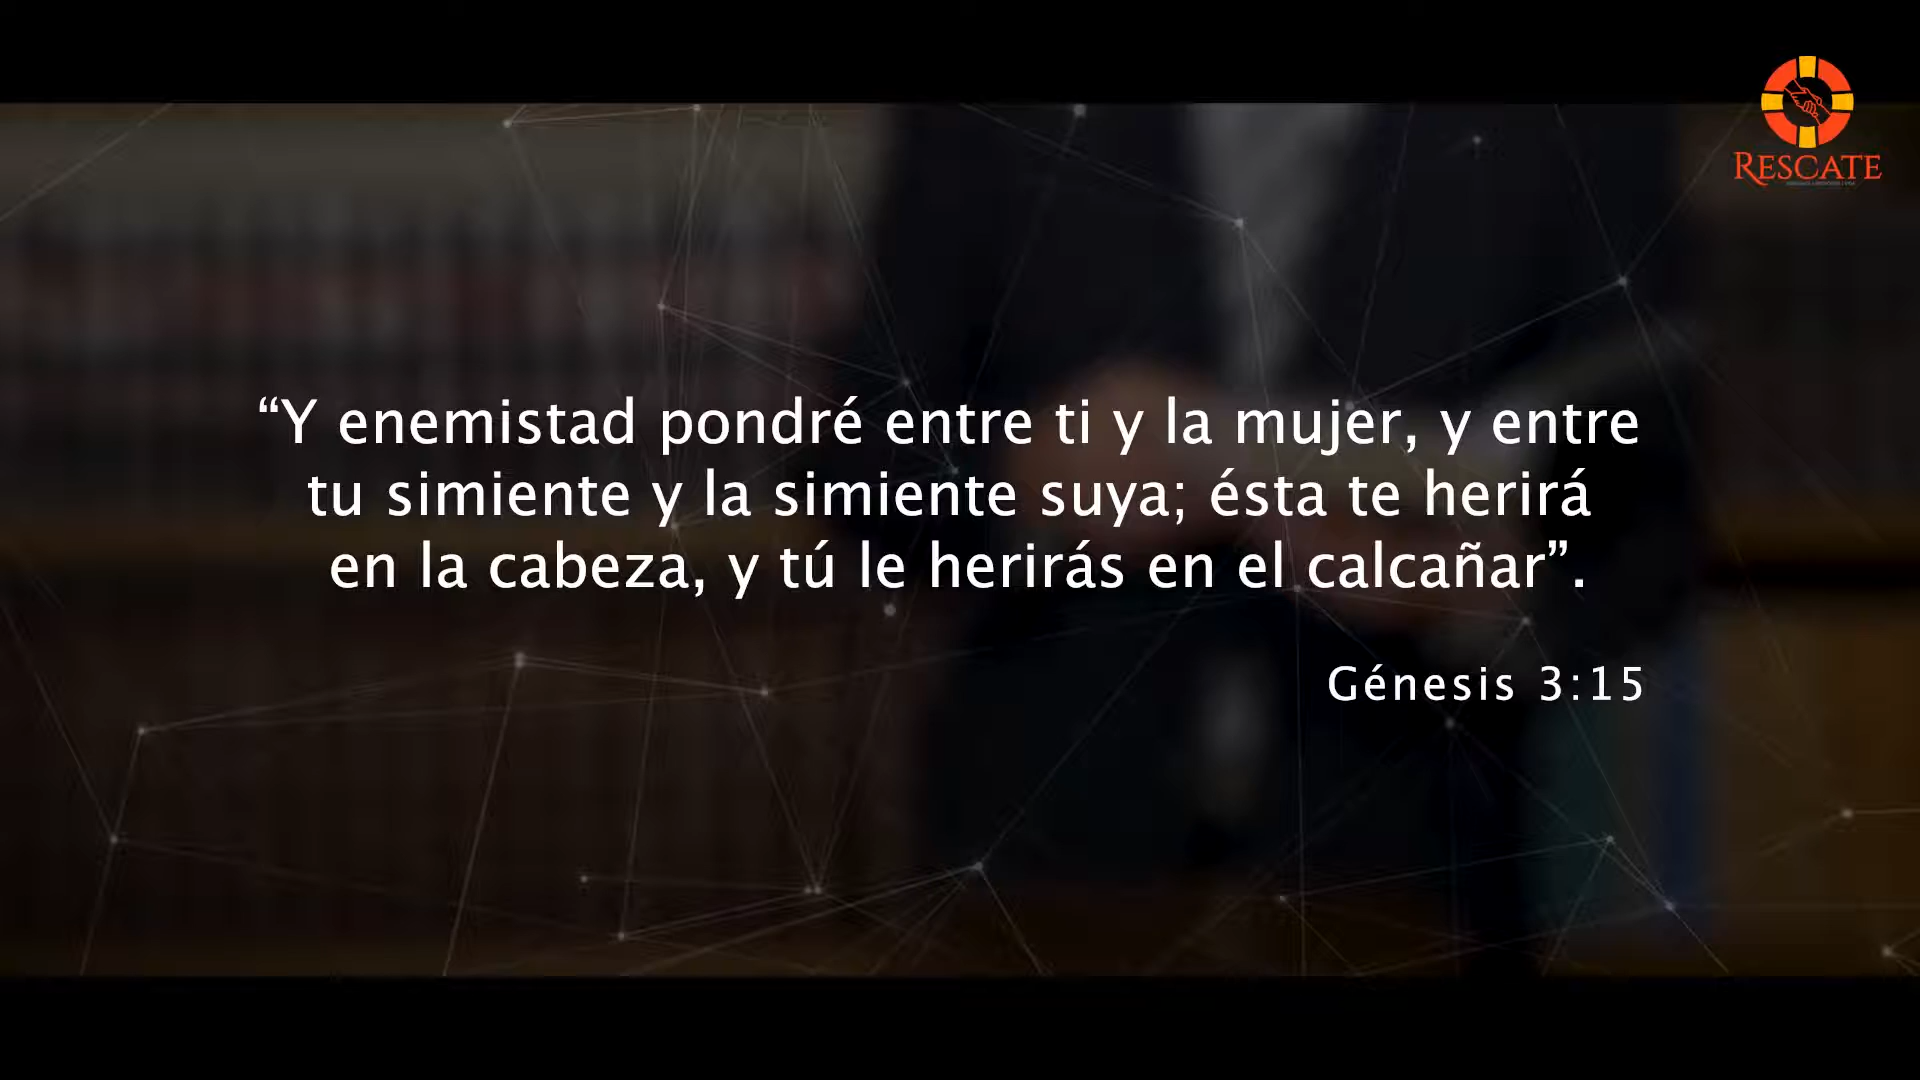 RESCATE
“Y enemistad pondré entre ti y la mujer, y entre
tu simiente y la simiente suya; ésta te herirá
en la cabeza, y tú le herirás en el calcañar”.
Génesis 3:15